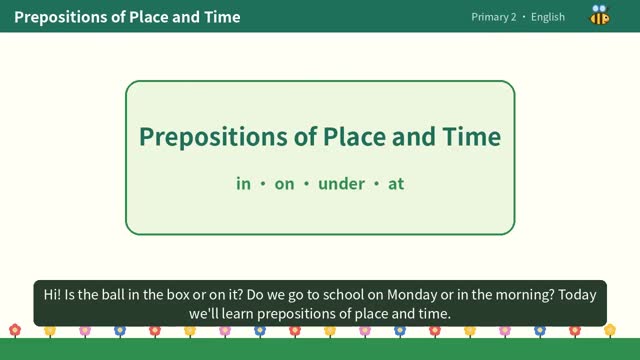 Prepositions of Place and Time
Primary 2 • English
Prepositions of Place and Time
in • on • under • at
Hi! Is the ball in the box or on it? Do we go to school on Monday or in the morning? Today
we'll learn prepositions of place and time.